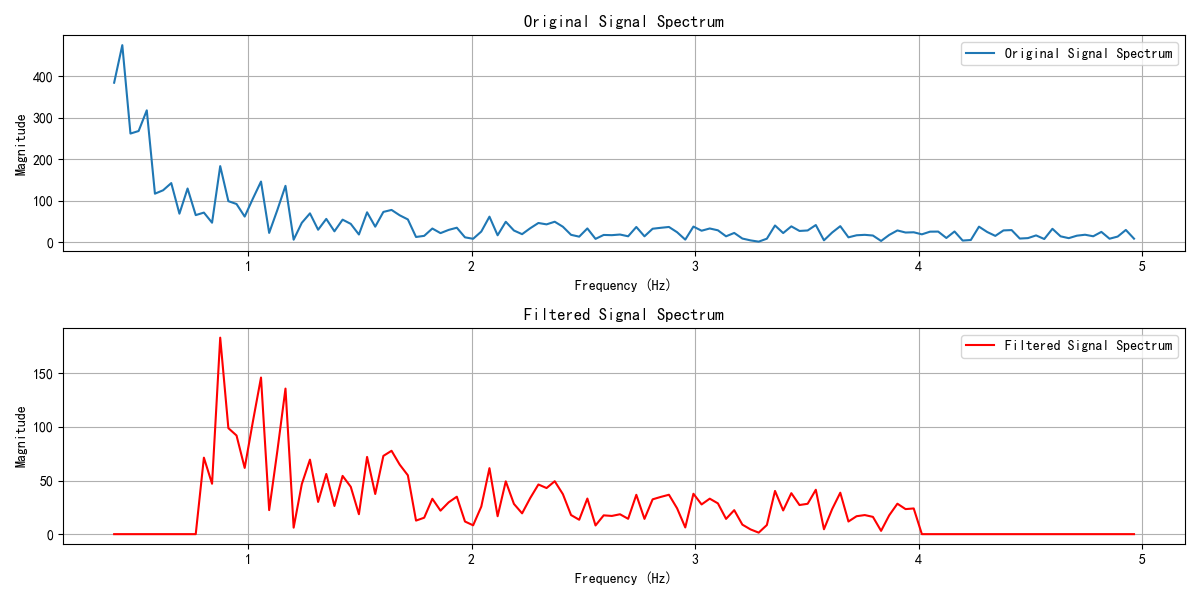 Original Signal Spectrum
Original Signal Spectrum
400
300
200
100
0
Magnitude
1
2
3
4
5
Frequency (Hz)
Filtered Signal Spectrum
Filtered Signal Spectrum
150
100
50
0
Magnitude
1
2
3
4
5
Frequency (Hz)